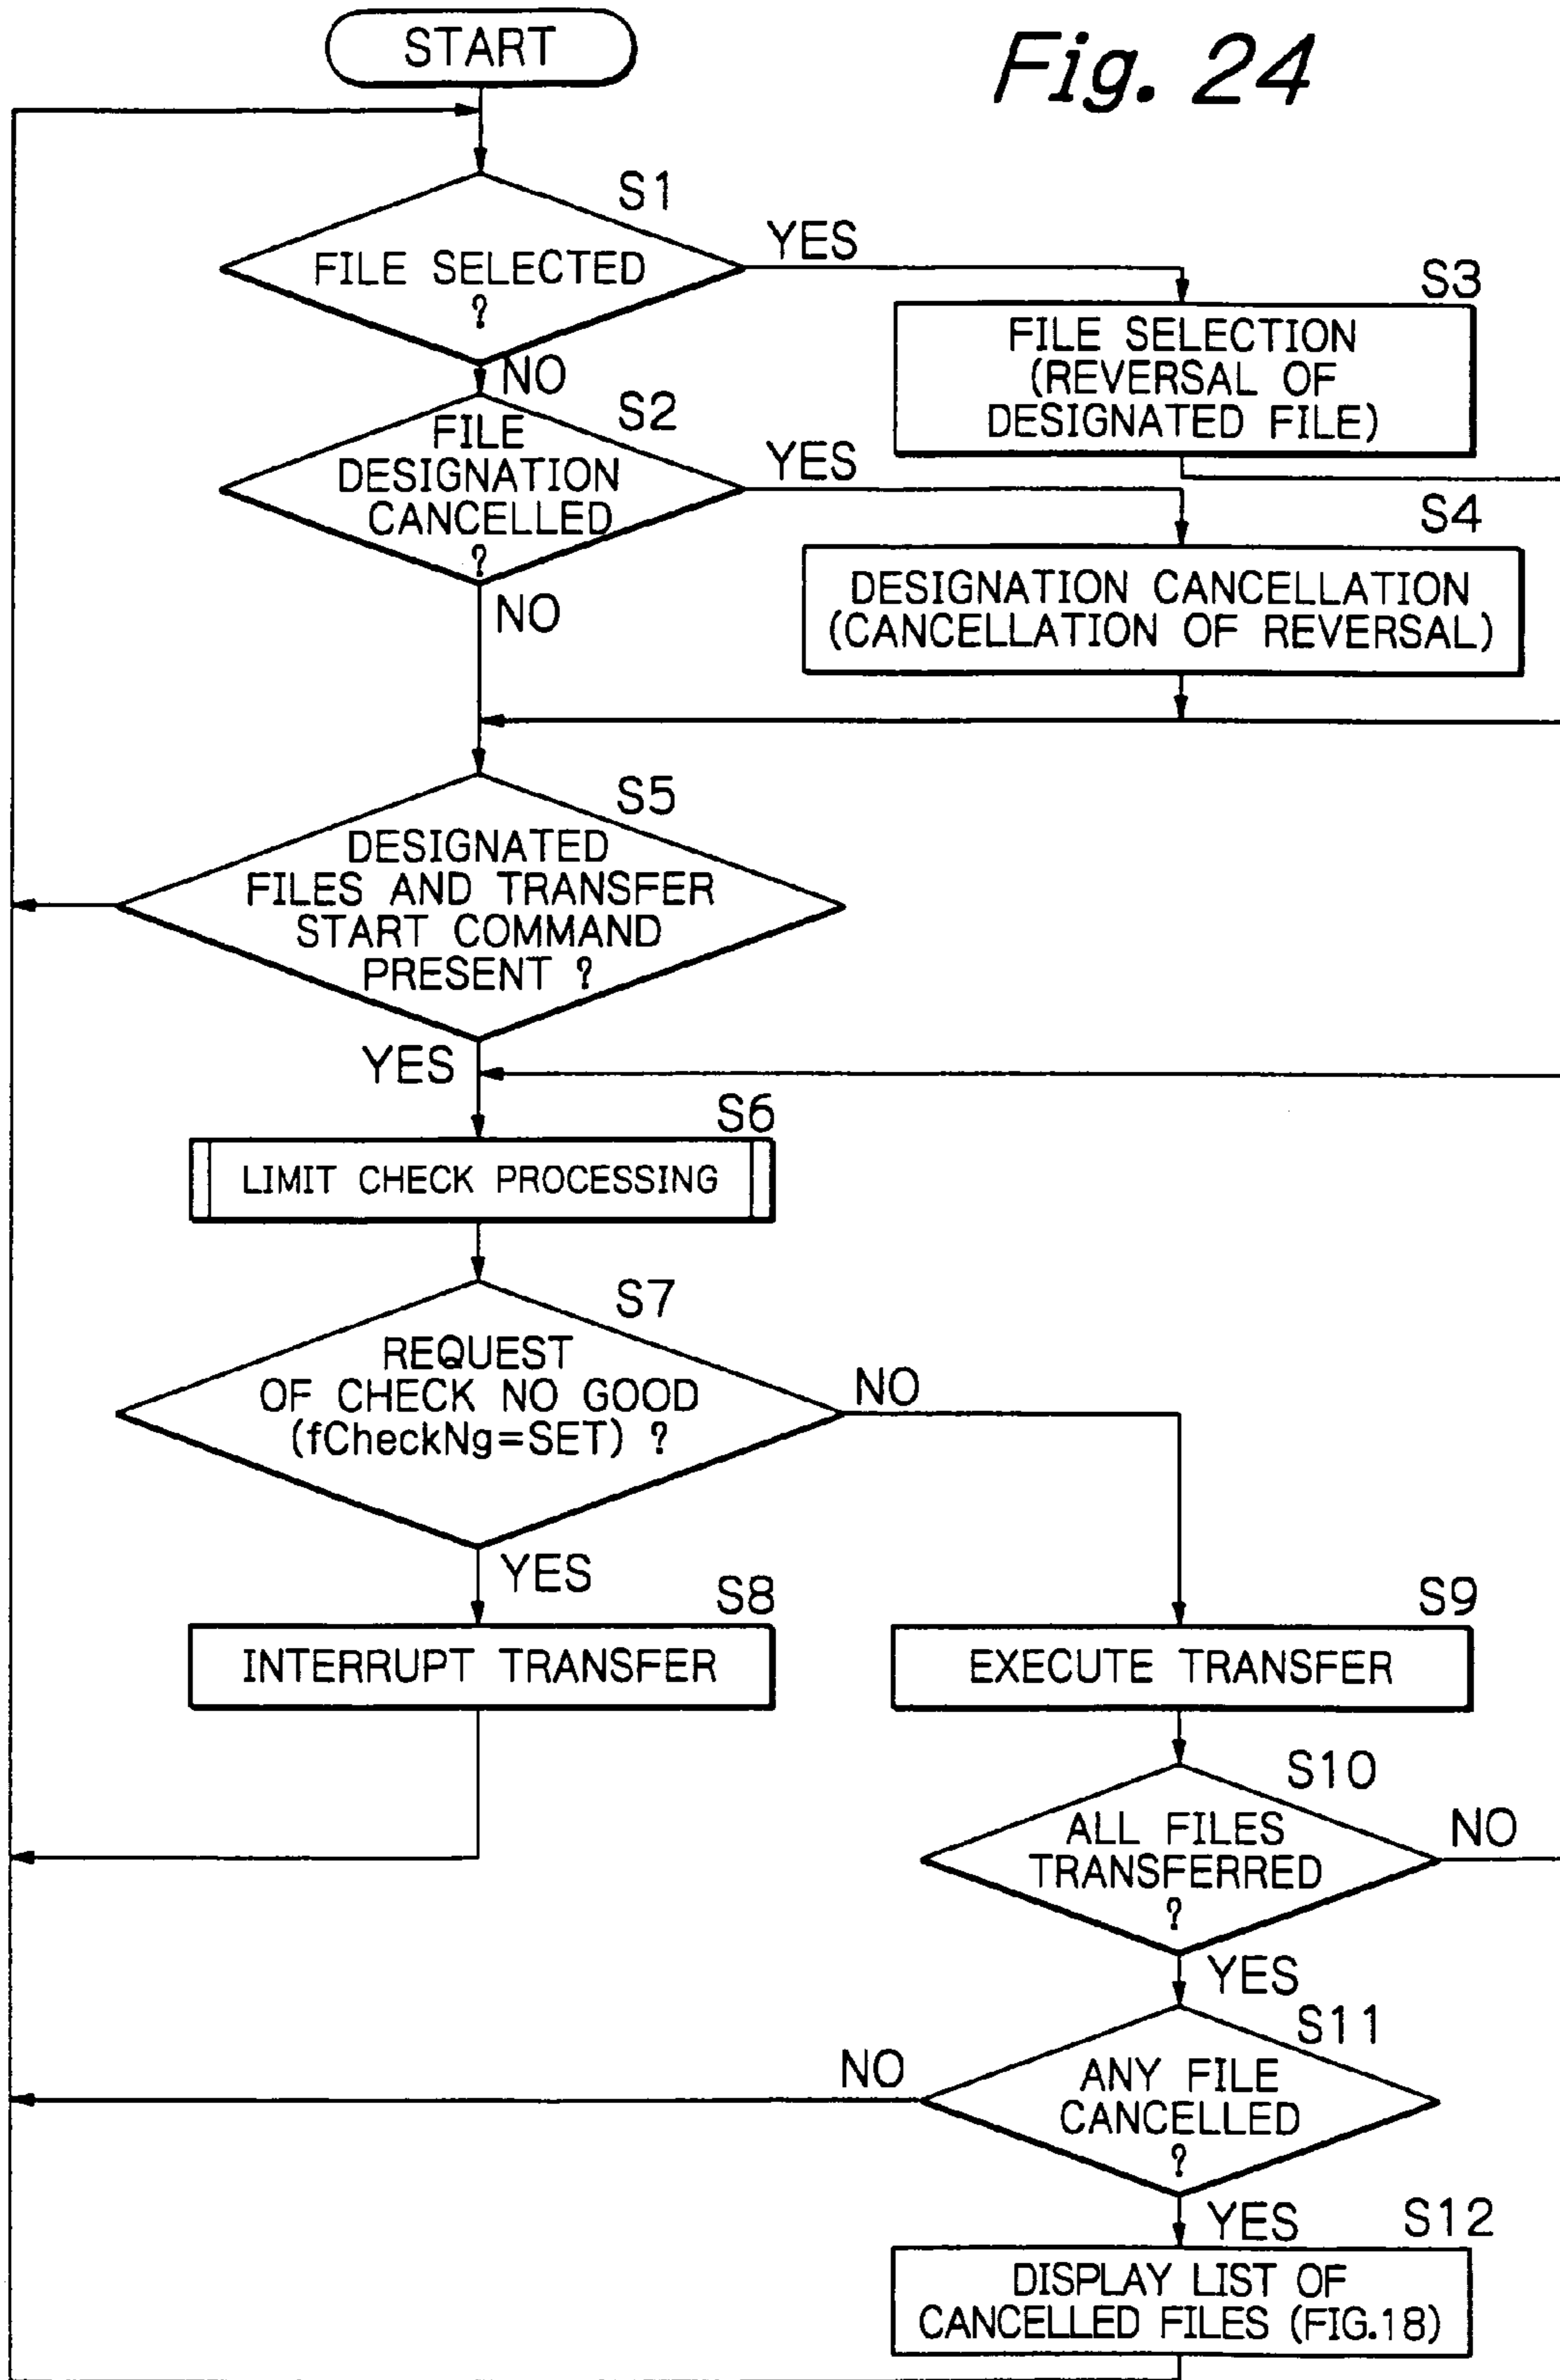 START
Fig. 24
S1
FILE SELECTED
?
YES
NO
S3
FILE SELECTION
(REVERSAL OF
DESIGNATED FILE)
S2
FILE
DESIGNATION
CANCELLED
?
YES
NO
S4
DESIGNATION CANCELLATION
(CANCELLATION OF REVERSAL)
S5
DESIGNATED
FILES AND TRANSFER
START COMMAND
PRESENT ?
YES
S6
LIMIT CHECK PROCESSING
S7
REQUEST
OF CHECK NO GOOD
(fCheckNg=SET) ?
NO
YES
S8
INTERRUPT TRANSFER
S9
EXECUTE TRANSFER
S10
ALL FILES
TRANSFERRED
?
NO
YES
S11
ANY FILE
CANCELLED
?
NO
YES
S12
DISPLAY LIST OF
CANCELLED FILES (FIG.18)